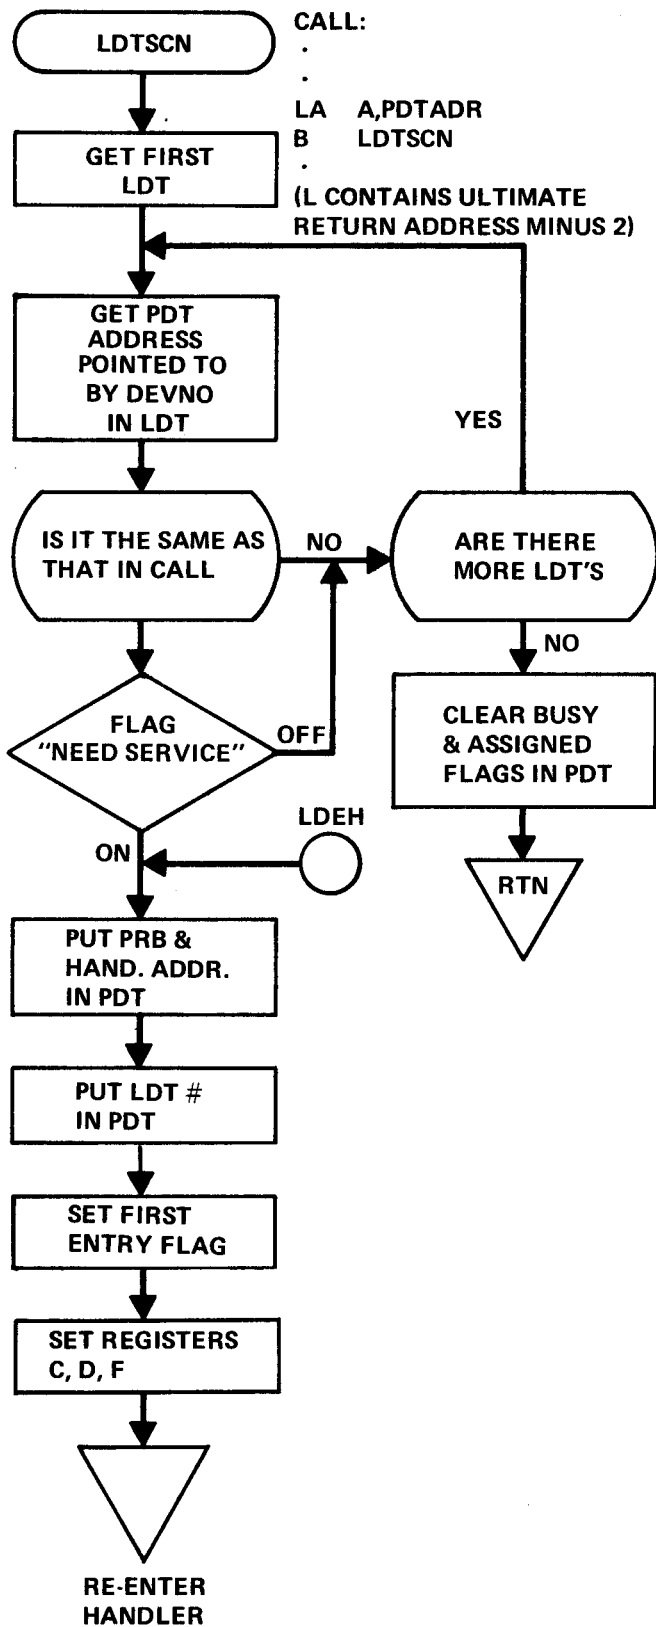 LDTSCN
CALL:
.
.
LA A,PDTADR
B LDTSCN
.
(L CONTAINS ULTIMATE
RETURN ADDRESS MINUS 2)
GET FIRST
LDT
GET PDT
ADDRESS
POINTED TO
BY DEVNO
IN LDT
YES
IS IT THE SAME AS
THAT IN CALL
NO
ARE THERE
MORE LDT'S
NO
FLAG
"NEED SERVICE"
OFF
CLEAR BUSY
& ASSIGNED
FLAGS IN PDT
LDEH
ON
RTN
PUT PRB &
HAND. ADDR.
IN PDT
PUT LDT #
IN PDT
SET FIRST
ENTRY FLAG
SET REGISTERS
C, D, F
RE-ENTER
HANDLER